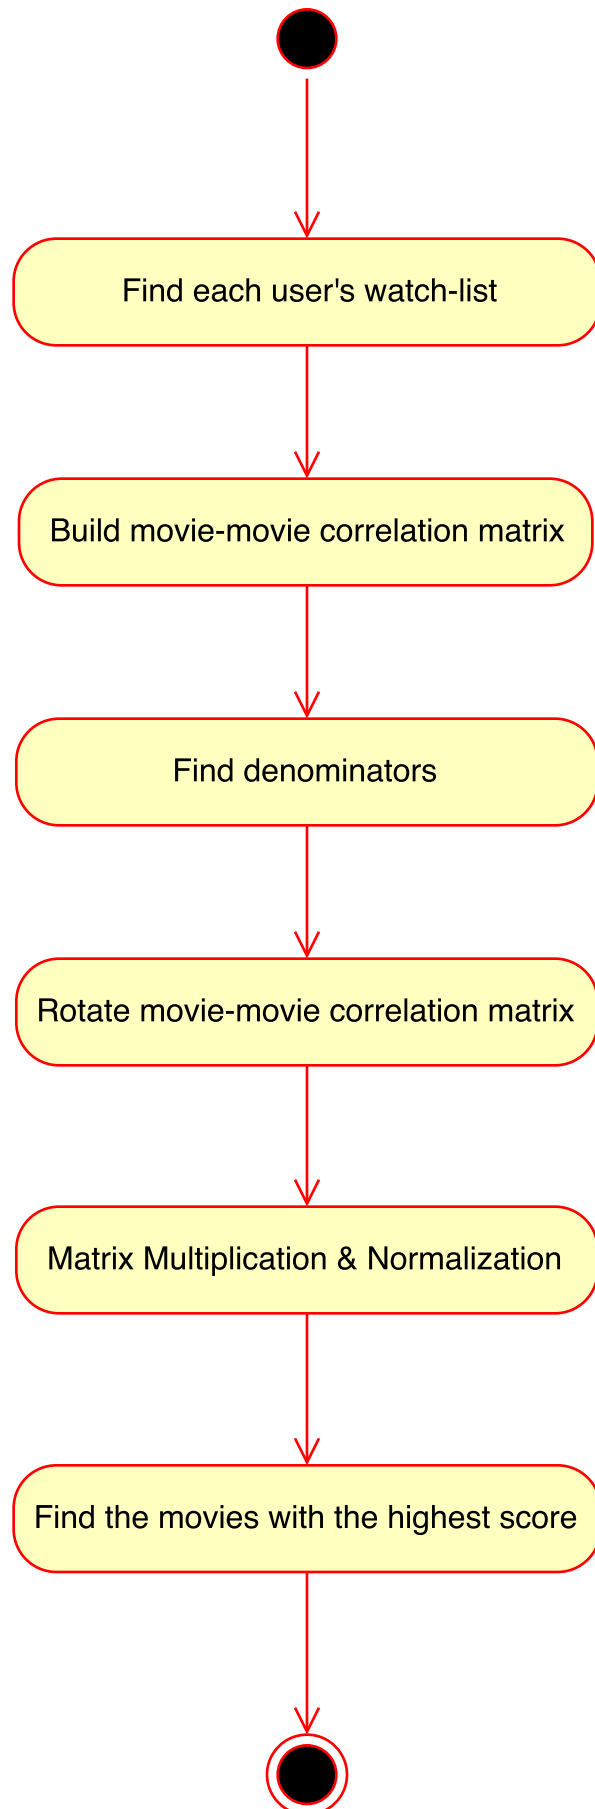 Find each user's watch-list
Build movie-movie correlation matrix
Find denominators
Rotate movie-movie correlation matrix
Matrix Multiplication & Normalization
Find the movies with the highest score